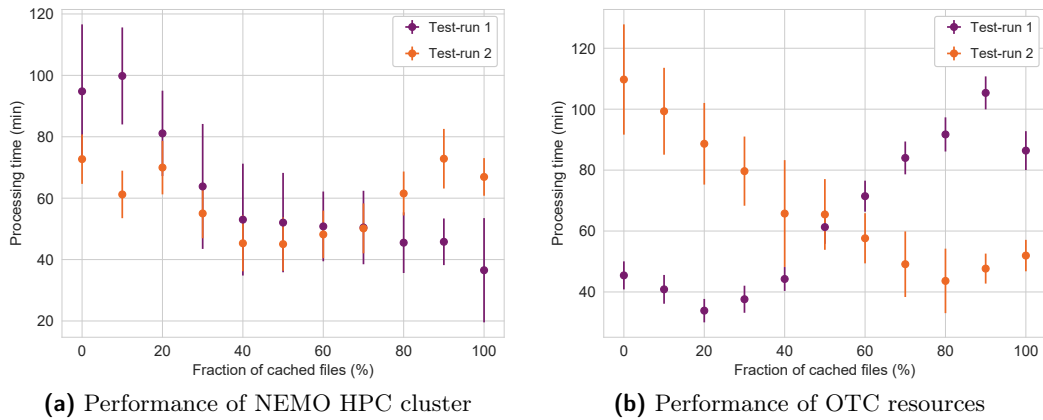 120
100
80
60
40
20
Processing time (min)
0 20 40 60 80 100
Fraction of cached files (%)
Test-run 1
Test-run 2
(a) Performance of NEMO HPC cluster
120
100
80
60
40
Processing time (min)
0 20 40 60 80 100
Fraction of cached files (%)
Test-run 1
Test-run 2
(b) Performance of OTC resources